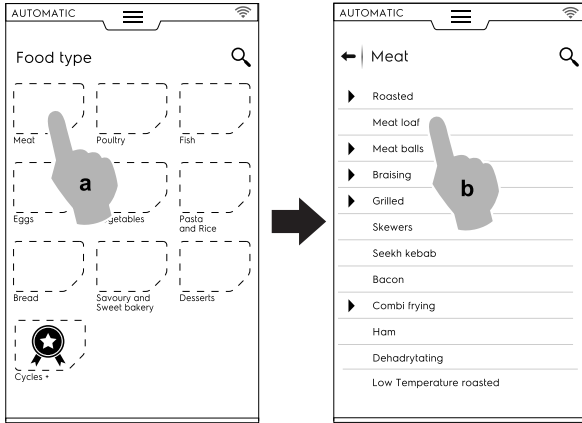 AUTOMATIC
Food type
Meat
Poultry
Fish
a
Eggs
getables
Pasta
and Rice
Bread
Savoury and
Sweet bakery
Desserts
Cycles +
AUTOMATIC
Meat
Roasted
Meat loaf
Meat balls
Braising
b
Grilled
Skewers
Seekh kebab
Bacon
Combi frying
Ham
Dehadrytating
Low Temperature roasted